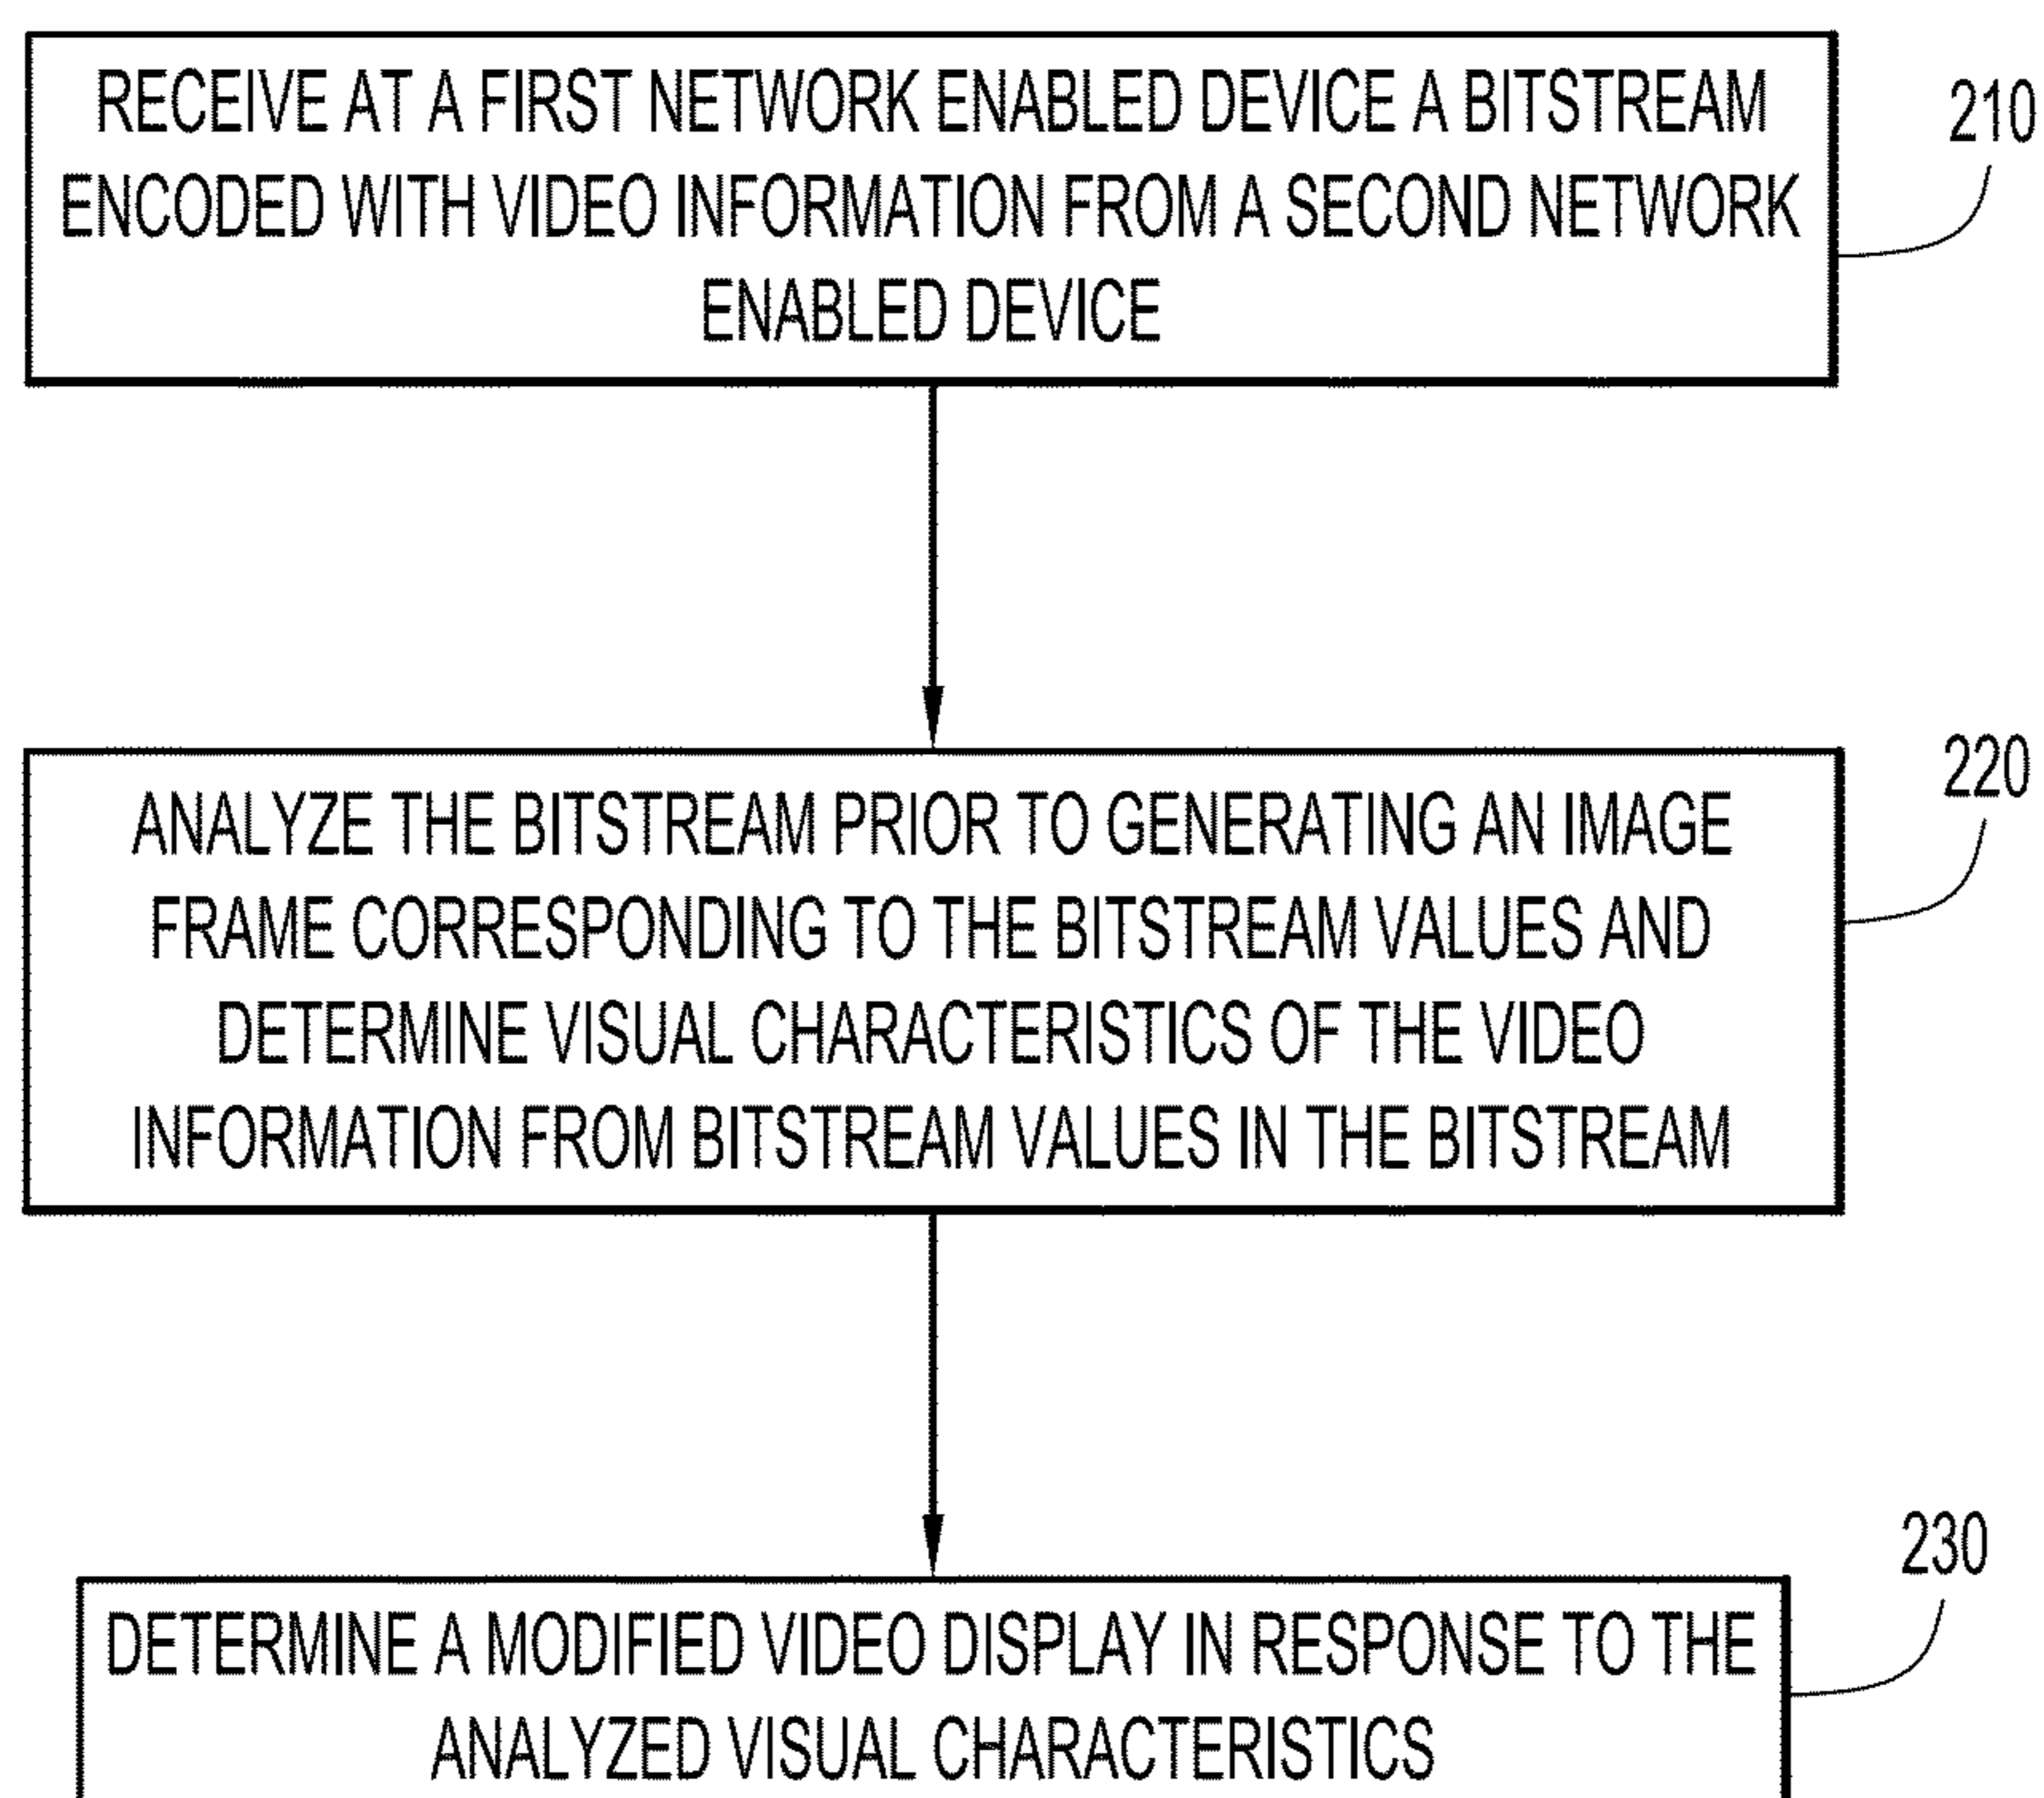 RECEIVE AT A FIRST NETWORK ENABLED DEVICE A BITSTREAM
ENCODED WITH VIDEO INFORMATION FROM A SECOND NETWORK
ENABLED DEVICE
210
ANALYZE THE BITSTREAM PRIOR TO GENERATING AN IMAGE
FRAME CORRESPONDING TO THE BITSTREAM VALUES AND
DETERMINE VISUAL CHARACTERISTICS OF THE VIDEO
INFORMATION FROM BITSTREAM VALUES IN THE BITSTREAM
220
DETERMINE A MODIFIED VIDEO DISPLAY IN RESPONSE TO THE
ANALYZED VISUAL CHARACTERISTICS
230